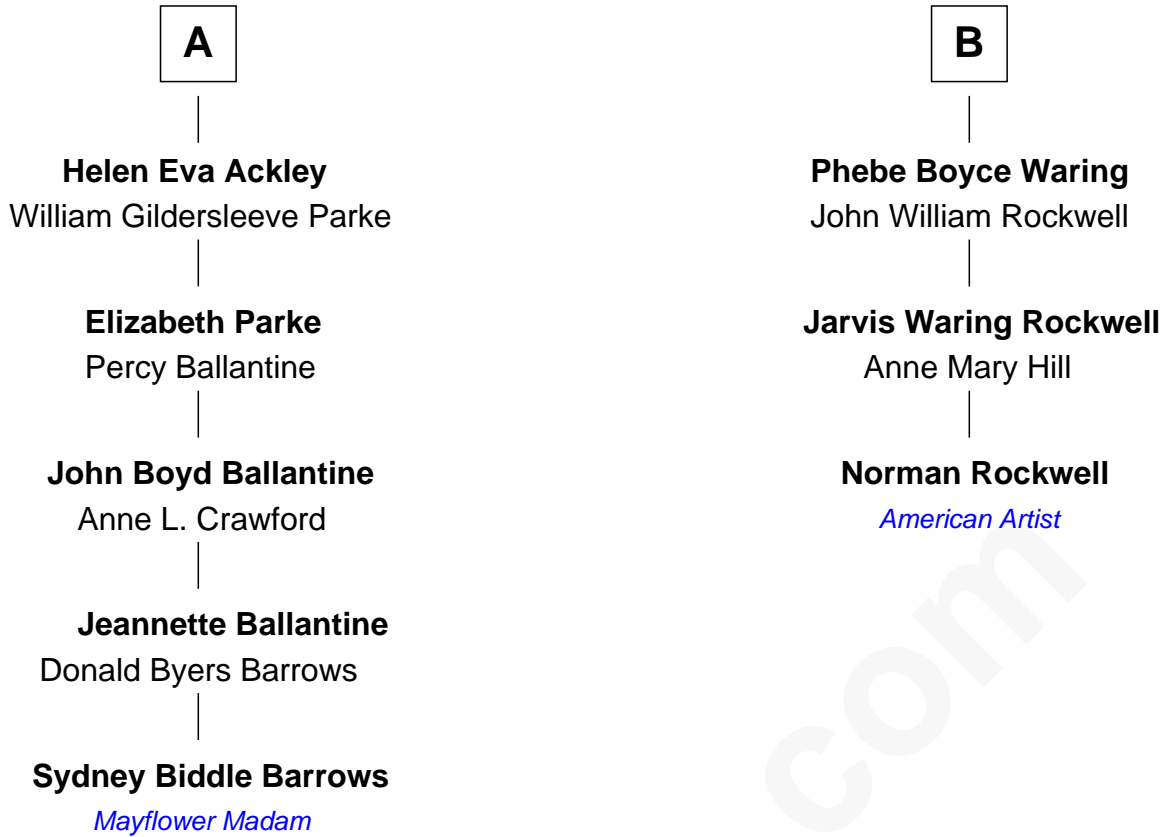 A
Helen Eva Ackley
William Gildersleeve Parke
Elizabeth Parke
Percy Ballantine
John Boyd Ballantine
Anne L. Crawford
Jeannette Ballantine
Donald Byers Barrows
Sydney Biddle Barrows
Mayflower Madam
B
Phebe Boyce Waring
John William Rockwell
Jarvis Waring Rockwell
Anne Mary Hill
Norman Rockwell
American Artist
com